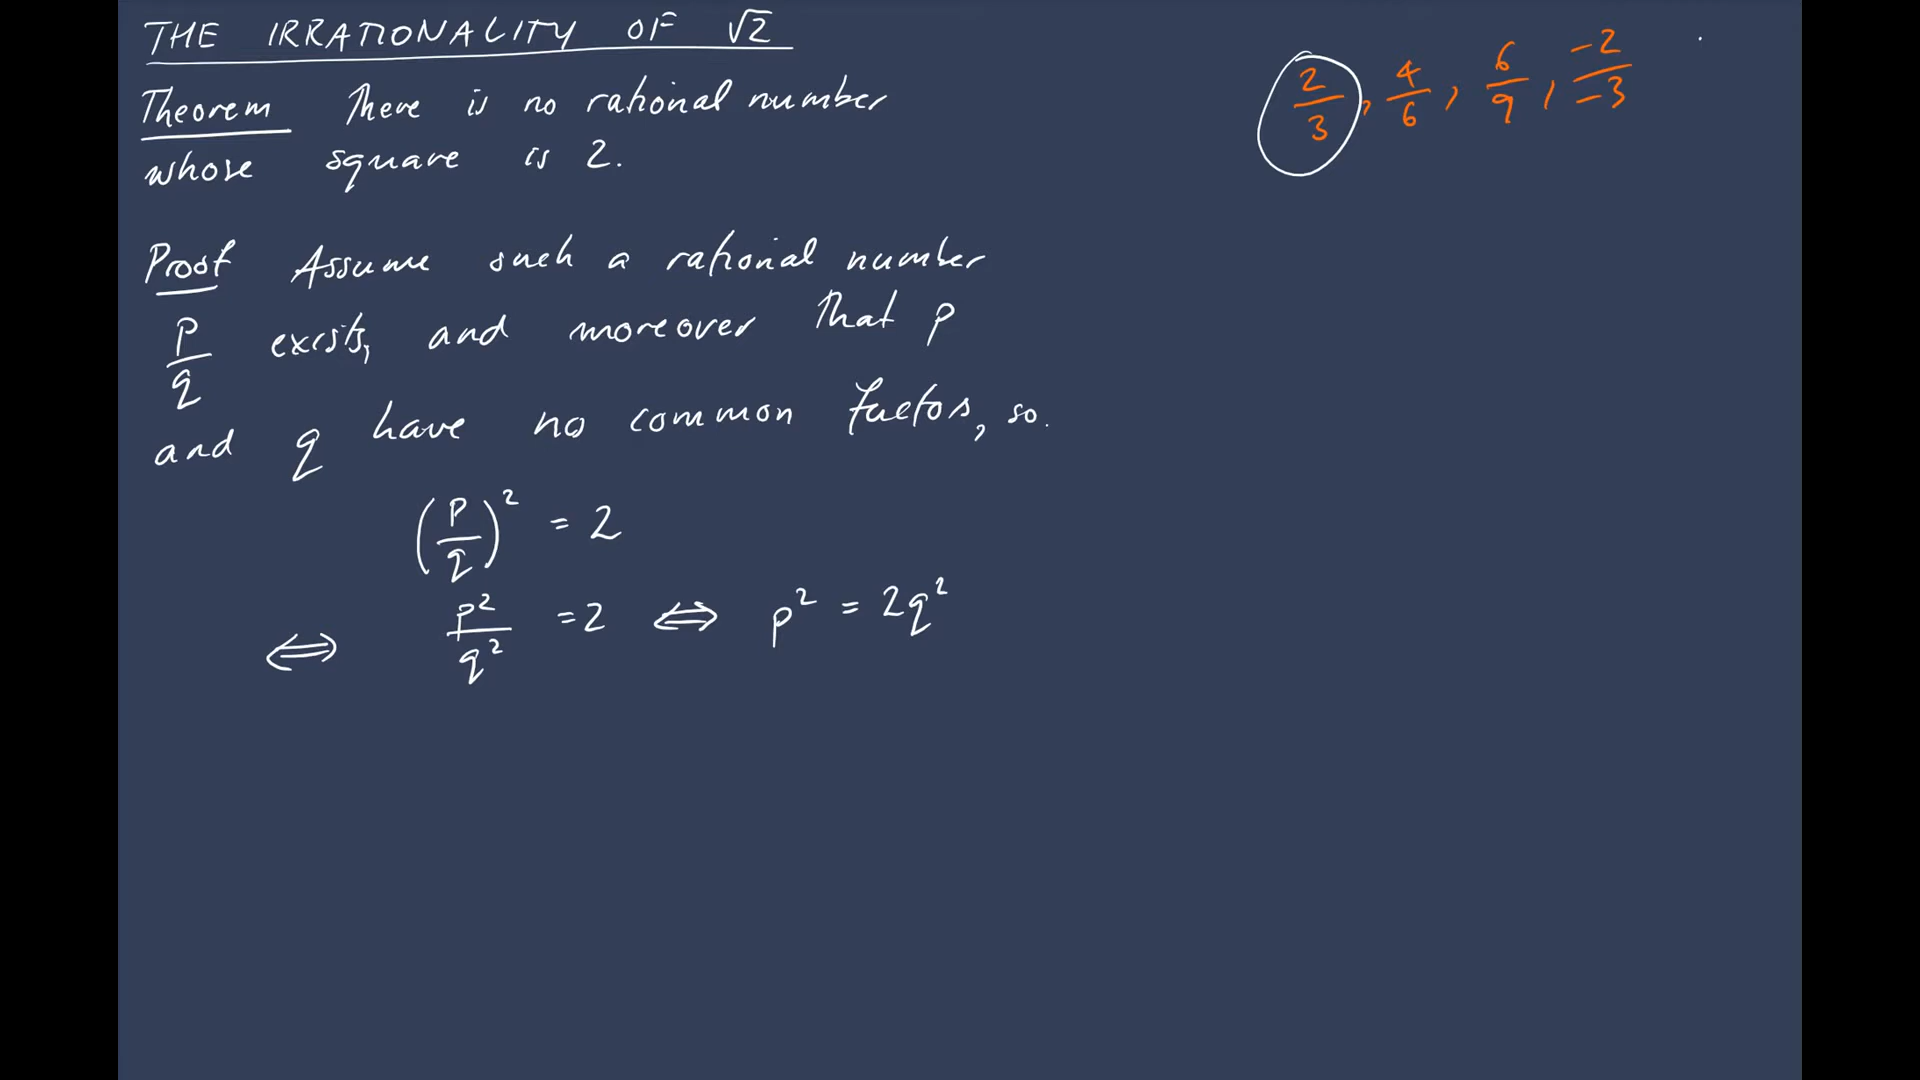 THE IRRATIONALITY OF √2
Theorem There is no rational number
whose square is 2.
Proof Assume such a rational number
p/q exists, and moreover that p
and q have no common factors, so.
(p/q)² = 2
⇔ p²/q² = 2 ⇔ p² = 2q²
2/3, 4/6, 6/9, -2/-3